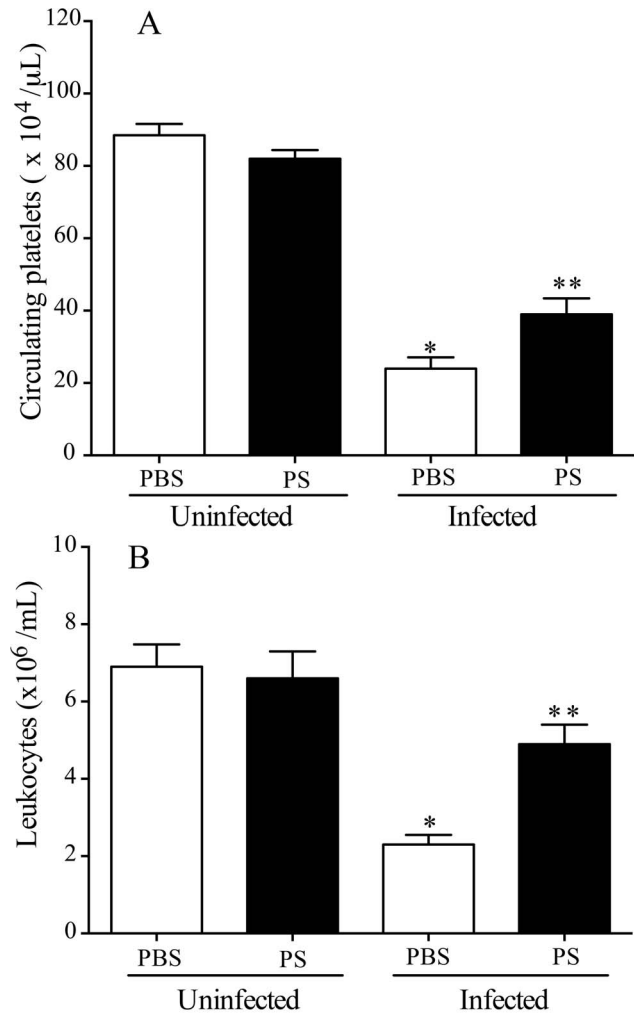 A
Circulating platelets ( x 10⁴/µL)
120
100
80
60
40
20
0
*
**
PBS PS PBS PS
Uninfected Infected
B
Leukocytes (x10⁶/mL)
10
8
6
4
2
0
*
**
PBS PS PBS PS
Uninfected Infected